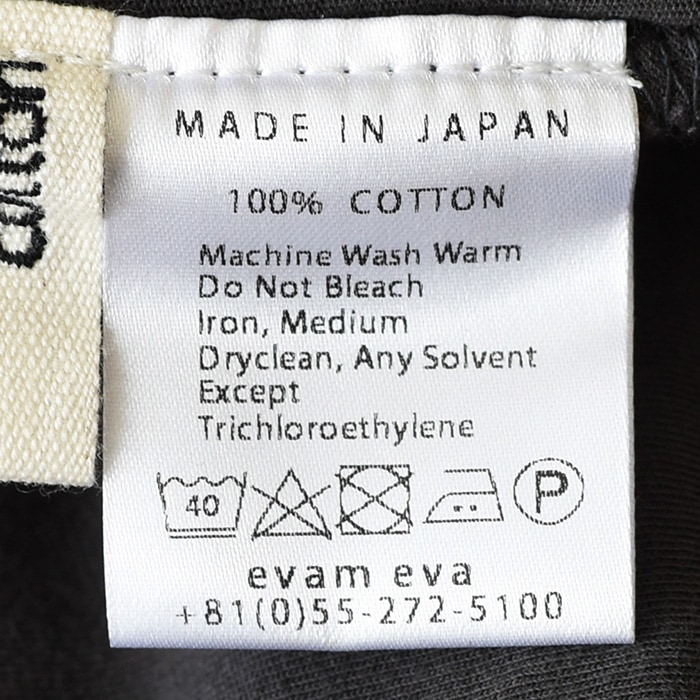 MADE IN JAPAN
100% COTTON
Machine Wash Warm
Do Not Bleach
Iron, Medium
Dryclean, Any Solvent
Except
Trichloroethylene
40 P
evam eva
+81(0)55-272-5100